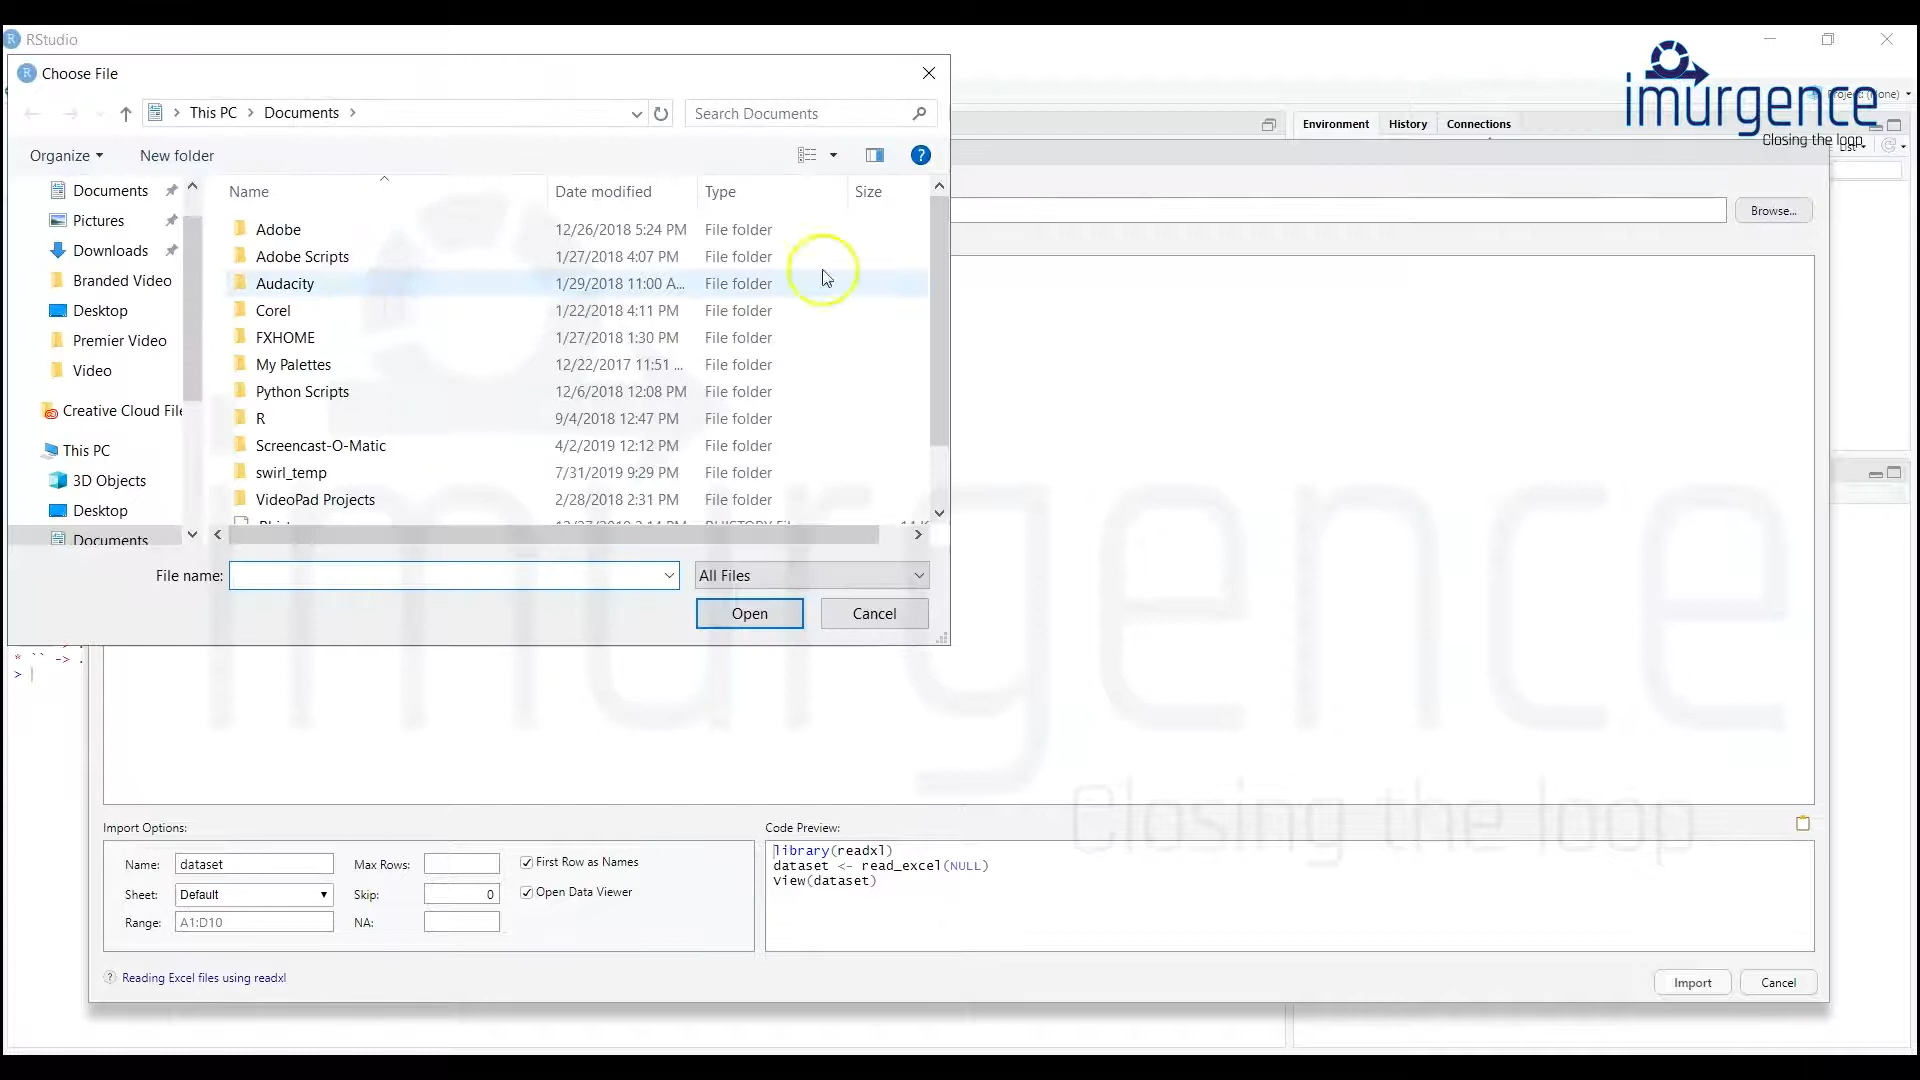 RStudio
Choose File
This PC > Documents >
Search Documents
Organize
New folder
Name
Date modified
Type
Size
Documents
Pictures
Downloads
Branded Video
Desktop
Premier Video
Video
Creative Cloud File
This PC
3D Objects
Desktop
Documents
Adobe 12/26/2018 5:24 PM File folder
Adobe Scripts 1/27/2018 4:07 PM File folder
Audacity 1/29/2018 11:00 A... File folder
Corel 1/22/2018 4:11 PM File folder
FXHOME 1/27/2018 1:30 PM File folder
My Palettes 12/22/2017 11:51 ... File folder
Python Scripts 12/6/2018 12:08 PM File folder
R 9/4/2018 12:47 PM File folder
Screencast-O-Matic 4/2/2019 12:12 PM File folder
swirl_temp 7/31/2019 9:29 PM File folder
VideoPad Projects 2/28/2018 2:31 PM File folder
File name:
All Files
Open
Cancel
imurgence
Closing the loop
Project: (None)
Environment
History
Connections
List
Browse...
* `` -> .
>
imurgence
Closing the loop
Import Options:
Name: dataset
Max Rows:
First Row as Names
Sheet: Default
Skip: 0
Open Data Viewer
Range: A1:D10
NA:
Code Preview:
library(readxl)
dataset <- read_excel(NULL)
View(dataset)
? Reading Excel files using readxl
Import
Cancel